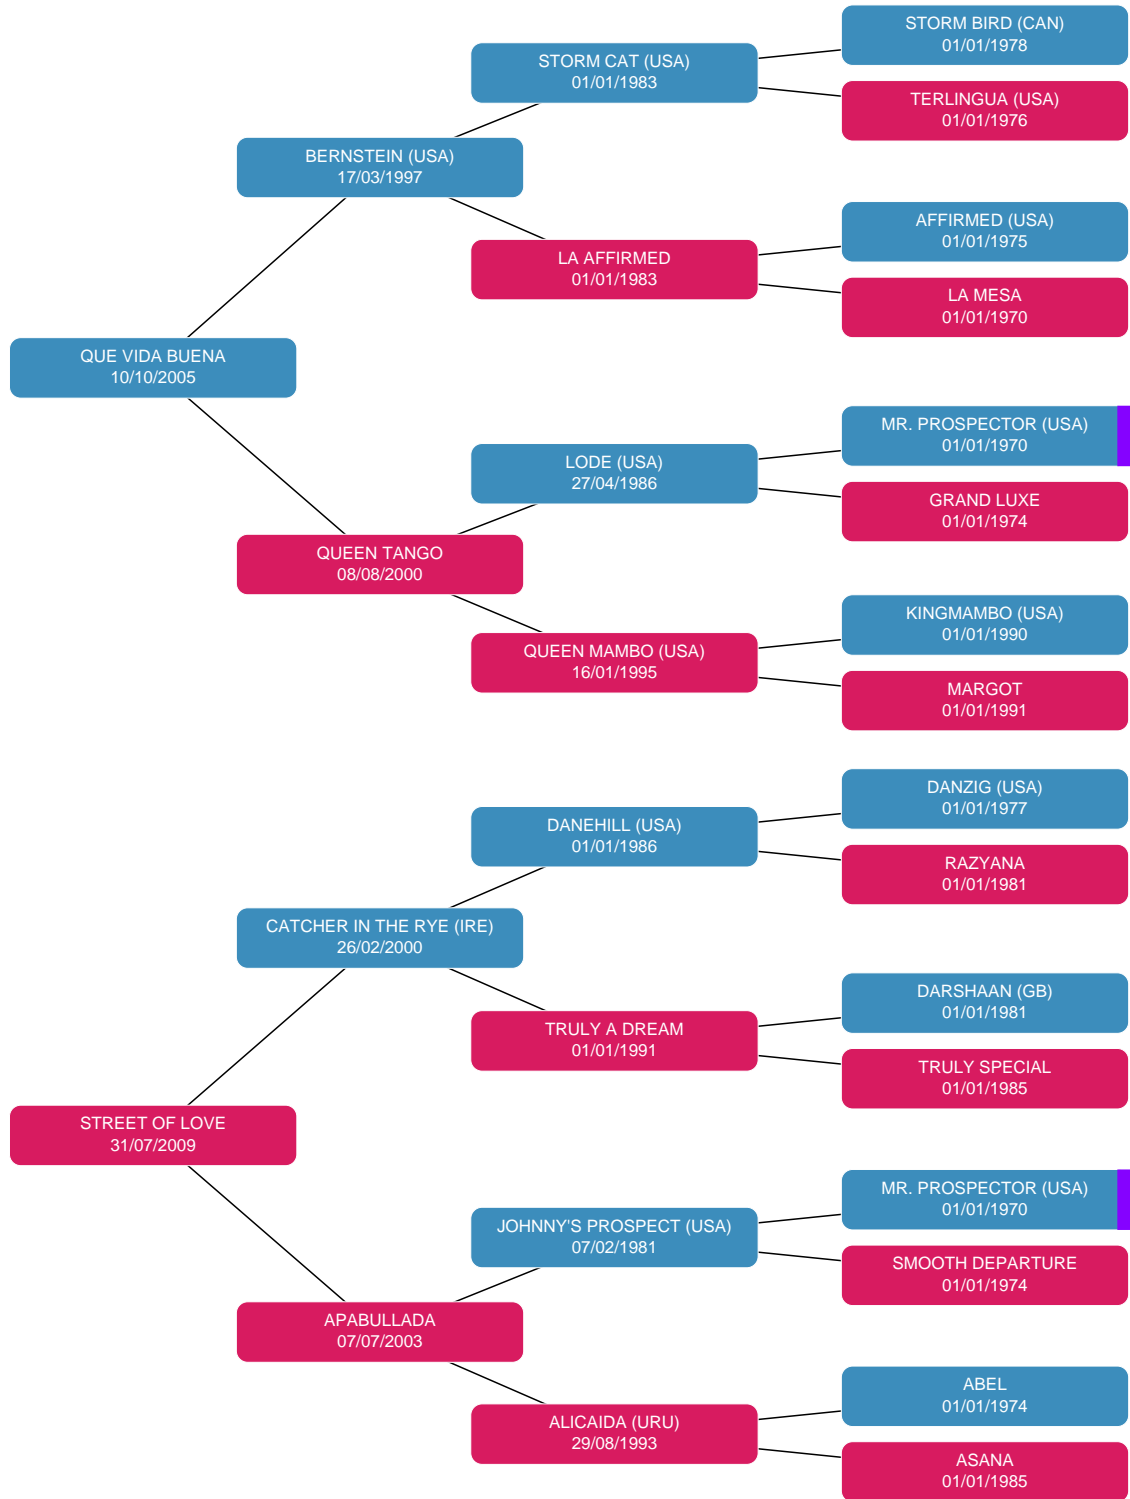 STORM BIRD (CAN)
01/01/1978
STORM CAT (USA)
01/01/1983
TERLINGUA (USA)
01/01/1976
BERNSTEIN (USA)
17/03/1997
AFFIRMED (USA)
01/01/1975
LA AFFIRMED
01/01/1983
LA MESA
01/01/1970
QUE VIDA BUENA
10/10/2005
MR. PROSPECTOR (USA)
01/01/1970
LODE (USA)
27/04/1986
GRAND LUXE
01/01/1974
QUEEN TANGO
08/08/2000
KINGMAMBO (USA)
01/01/1990
QUEEN MAMBO (USA)
16/01/1995
MARGOT
01/01/1991
DANZIG (USA)
01/01/1977
DANEHILL (USA)
01/01/1986
RAZYANA
01/01/1981
CATCHER IN THE RYE (IRE)
26/02/2000
DARSHAAN (GB)
01/01/1981
TRULY A DREAM
01/01/1991
TRULY SPECIAL
01/01/1985
STREET OF LOVE
31/07/2009
MR. PROSPECTOR (USA)
01/01/1970
JOHNNY'S PROSPECT (USA)
07/02/1981
SMOOTH DEPARTURE
01/01/1974
APABULLADA
07/07/2003
ABEL
01/01/1974
ALICAIDA (URU)
29/08/1993
ASANA
01/01/1985